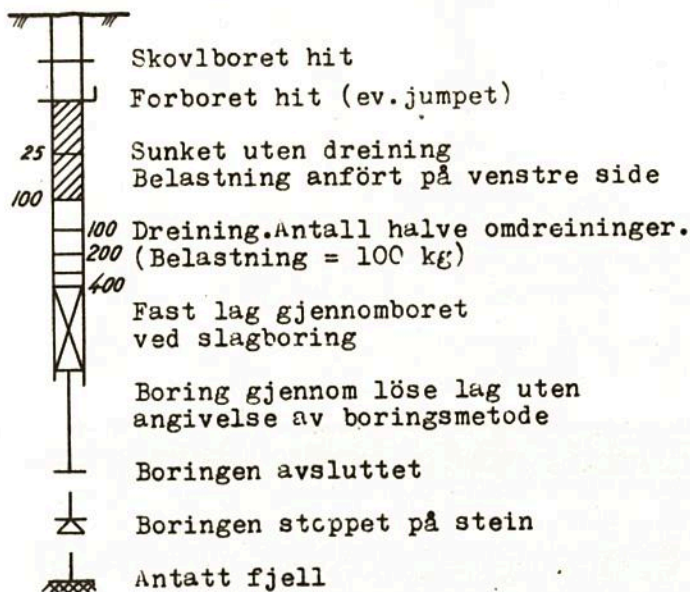 Skovlboret hit
Forboret hit (ev.jumpet)
25 Sunket uten dreining
Belastning anfört på venstre side
100
100 Dreining.Antall halve omdreininger.
200 (Belastning = 100 kg)
400
Fast lag gjennomboret
ved slagboring
Boring gjennom löse lag uten
angivelse av boringsmetode
Boringen avsluttet
Boringen stoppet på stein
Antatt fjell